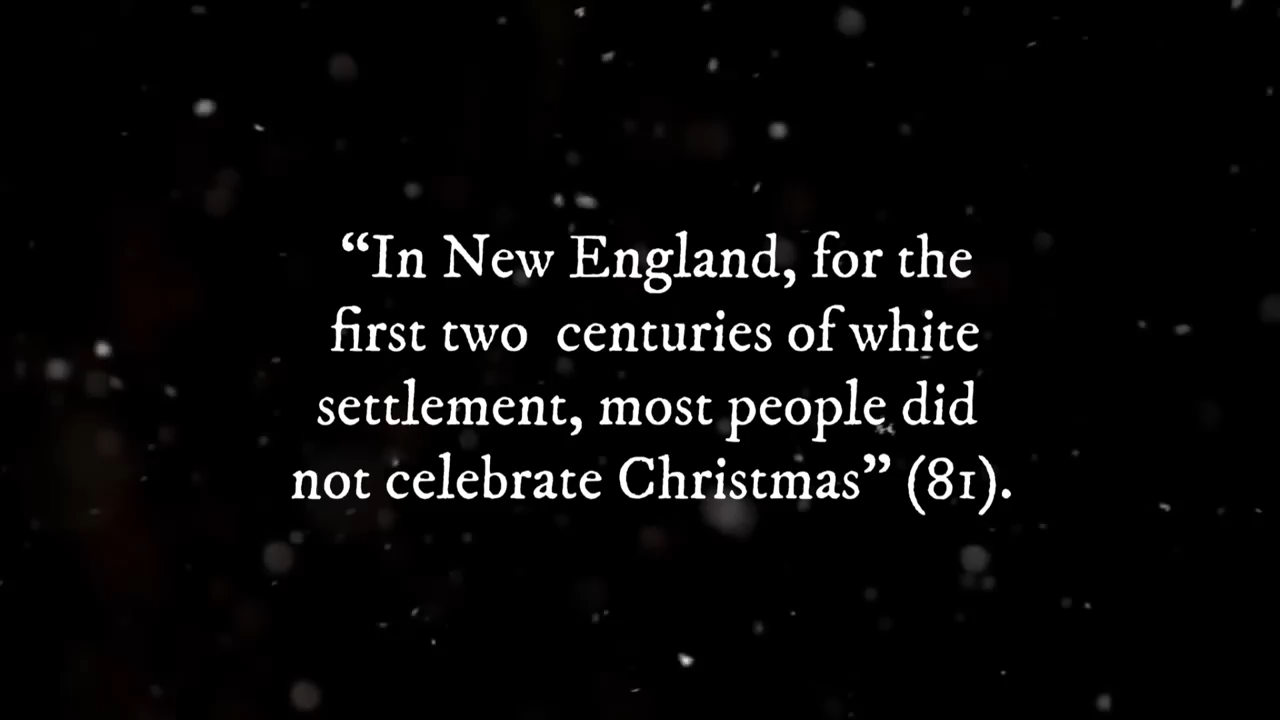 “In New England, for the
first two  centuries of white
settlement, most people did
not celebrate Christmas” (81).